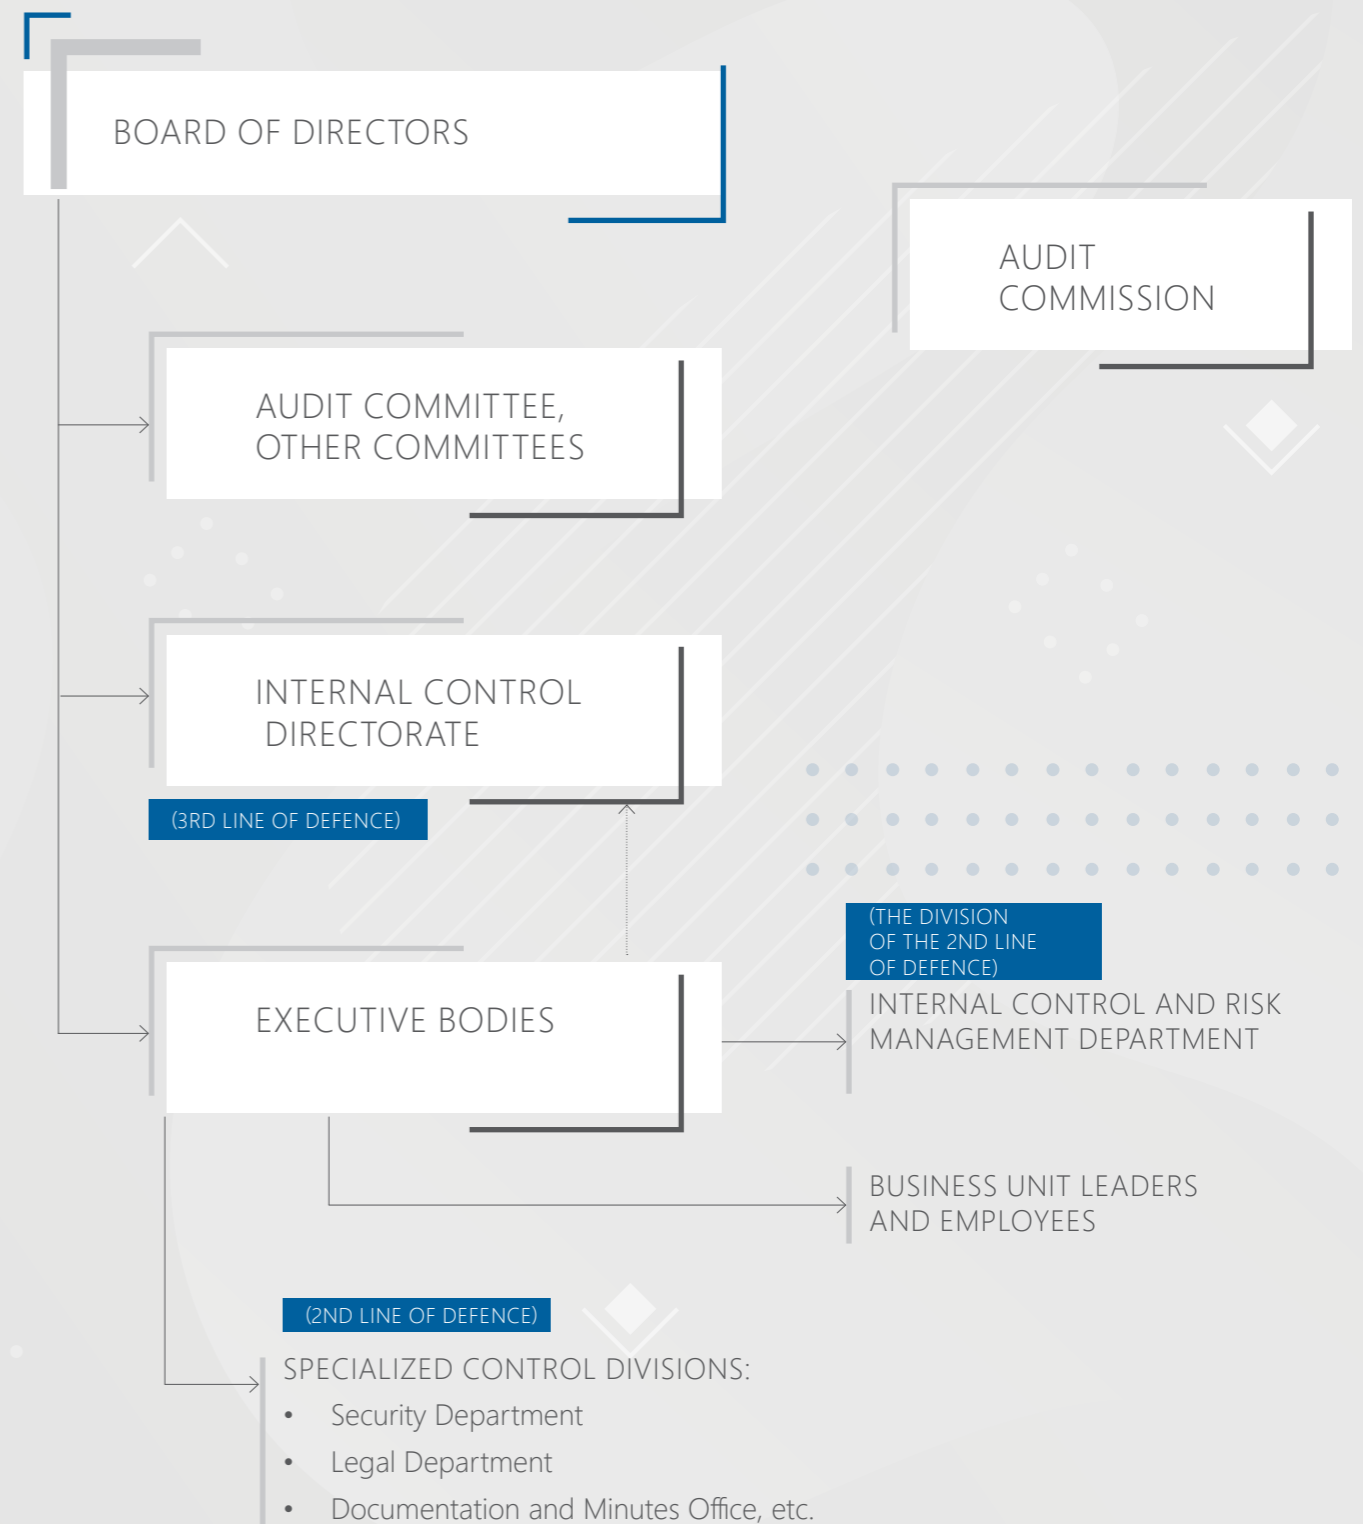 BOARD OF DIRECTORS
AUDIT
COMMISSION
AUDIT COMMITTEE,
OTHER COMMITTEES
INTERNAL CONTROL
DIRECTORATE
(3RD LINE OF DEFENCE)
EXECUTIVE BODIES
(THE DIVISION
OF THE 2ND LINE
OF DEFENCE)
INTERNAL CONTROL AND RISK
MANAGEMENT DEPARTMENT
BUSINESS UNIT LEADERS
AND EMPLOYEES
(2ND LINE OF DEFENCE)
SPECIALIZED CONTROL DIVISIONS:
• Security Department
• Legal Department
• Documentation and Minutes Office, etc.